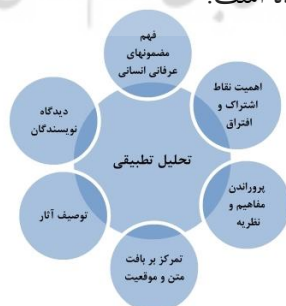 است.
فهم
مضمونهای
عرفانی انسانی
اهمیت نقاط
اشتراک و
افتراق
پروراندن
مفاهیم و
نظریه
تمرکز بر بافت
متن و موقعیت
توصیف آثار
دیدگاه
نویسندگان
تحلیل تطبیقی